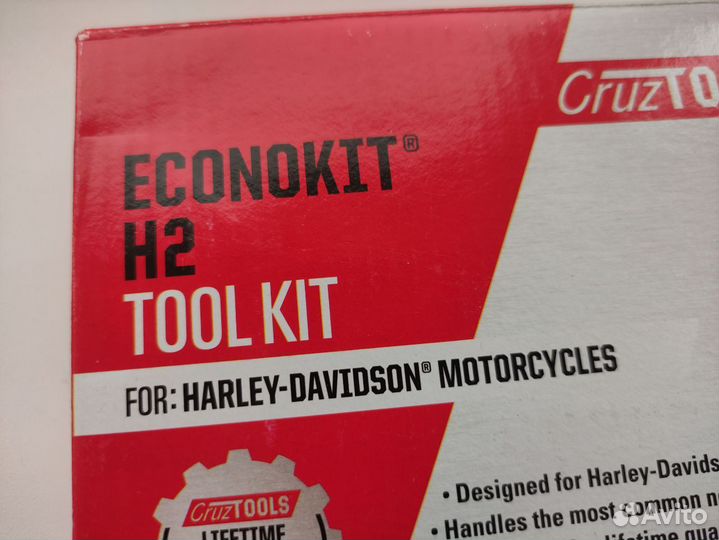 CruzTO
ECONOKIT®
H2
TOOL KIT
FOR: HARLEY-DAVIDSON® MOTORCYCLES
CruzTOOLS
LIFETIME
• Designed for Harley-Davids
• Handles the most common n
lifetime gua
Avito